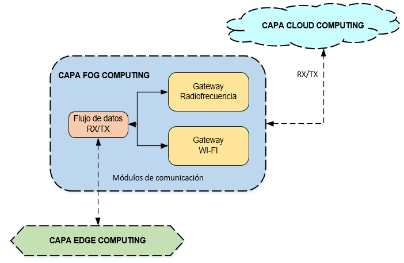 CAPA CLOUD COMPUTING
CAPA FOG COMPUTING
RX/TX
Gateway
Radiofrecuencia
Flujo de datos
RX/TX
Gateway
WI-FI
Módulos de comunicación
CAPA EDGE COMPUTING